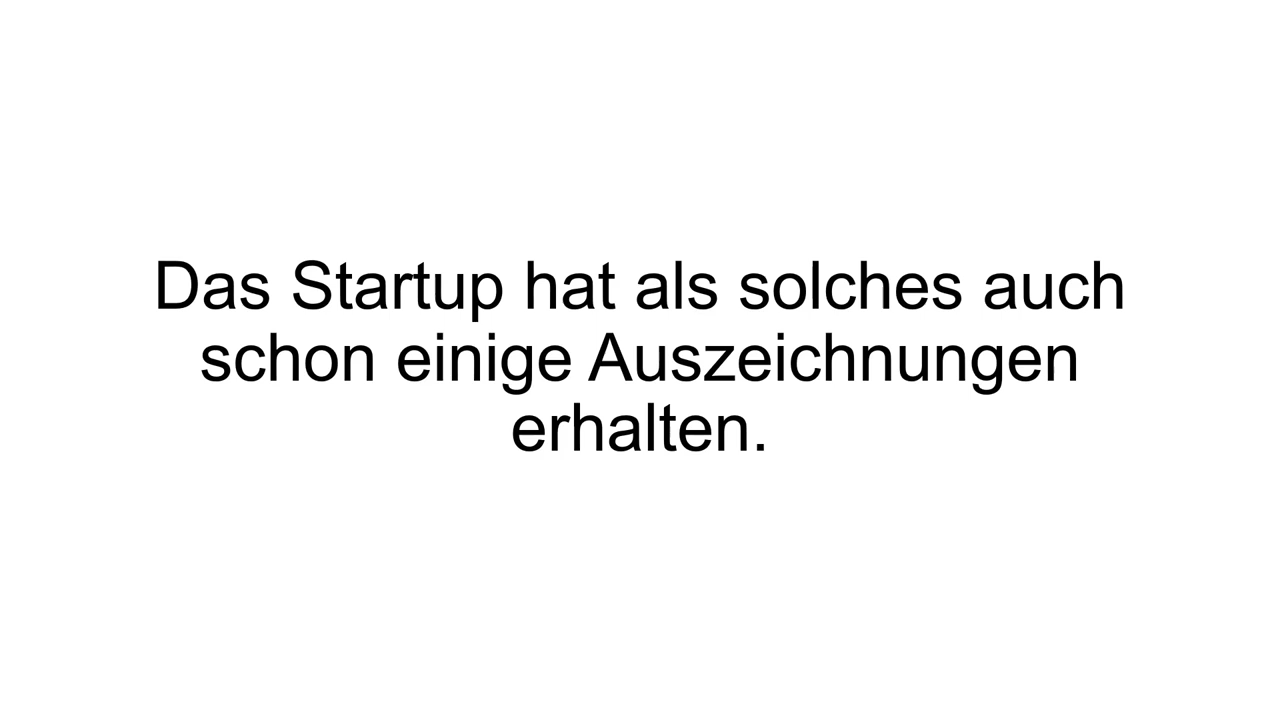 Das Startup hat als solches auch
schon einige Auszeichnungen
erhalten.